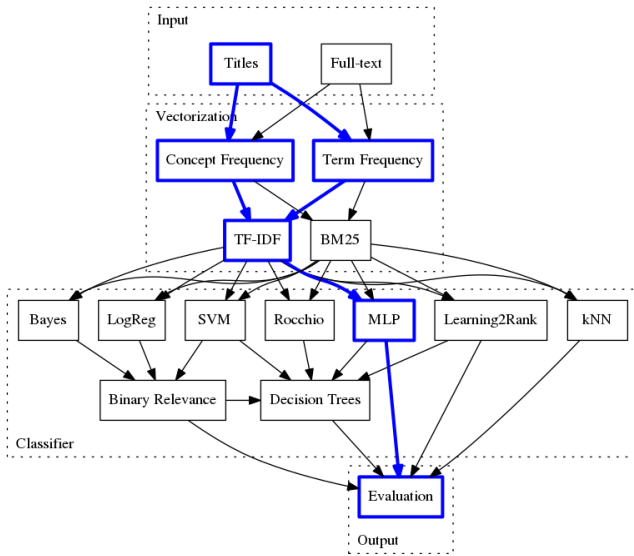 Input
Titles
Full-text
Vectorization
Concept Frequency
Term Frequency
TF-IDF
BM25
Bayes
LogReg
SVM
Rocchio
MLP
Learning2Rank
kNN
Binary Relevance
Decision Trees
Classifier
Evaluation
Output